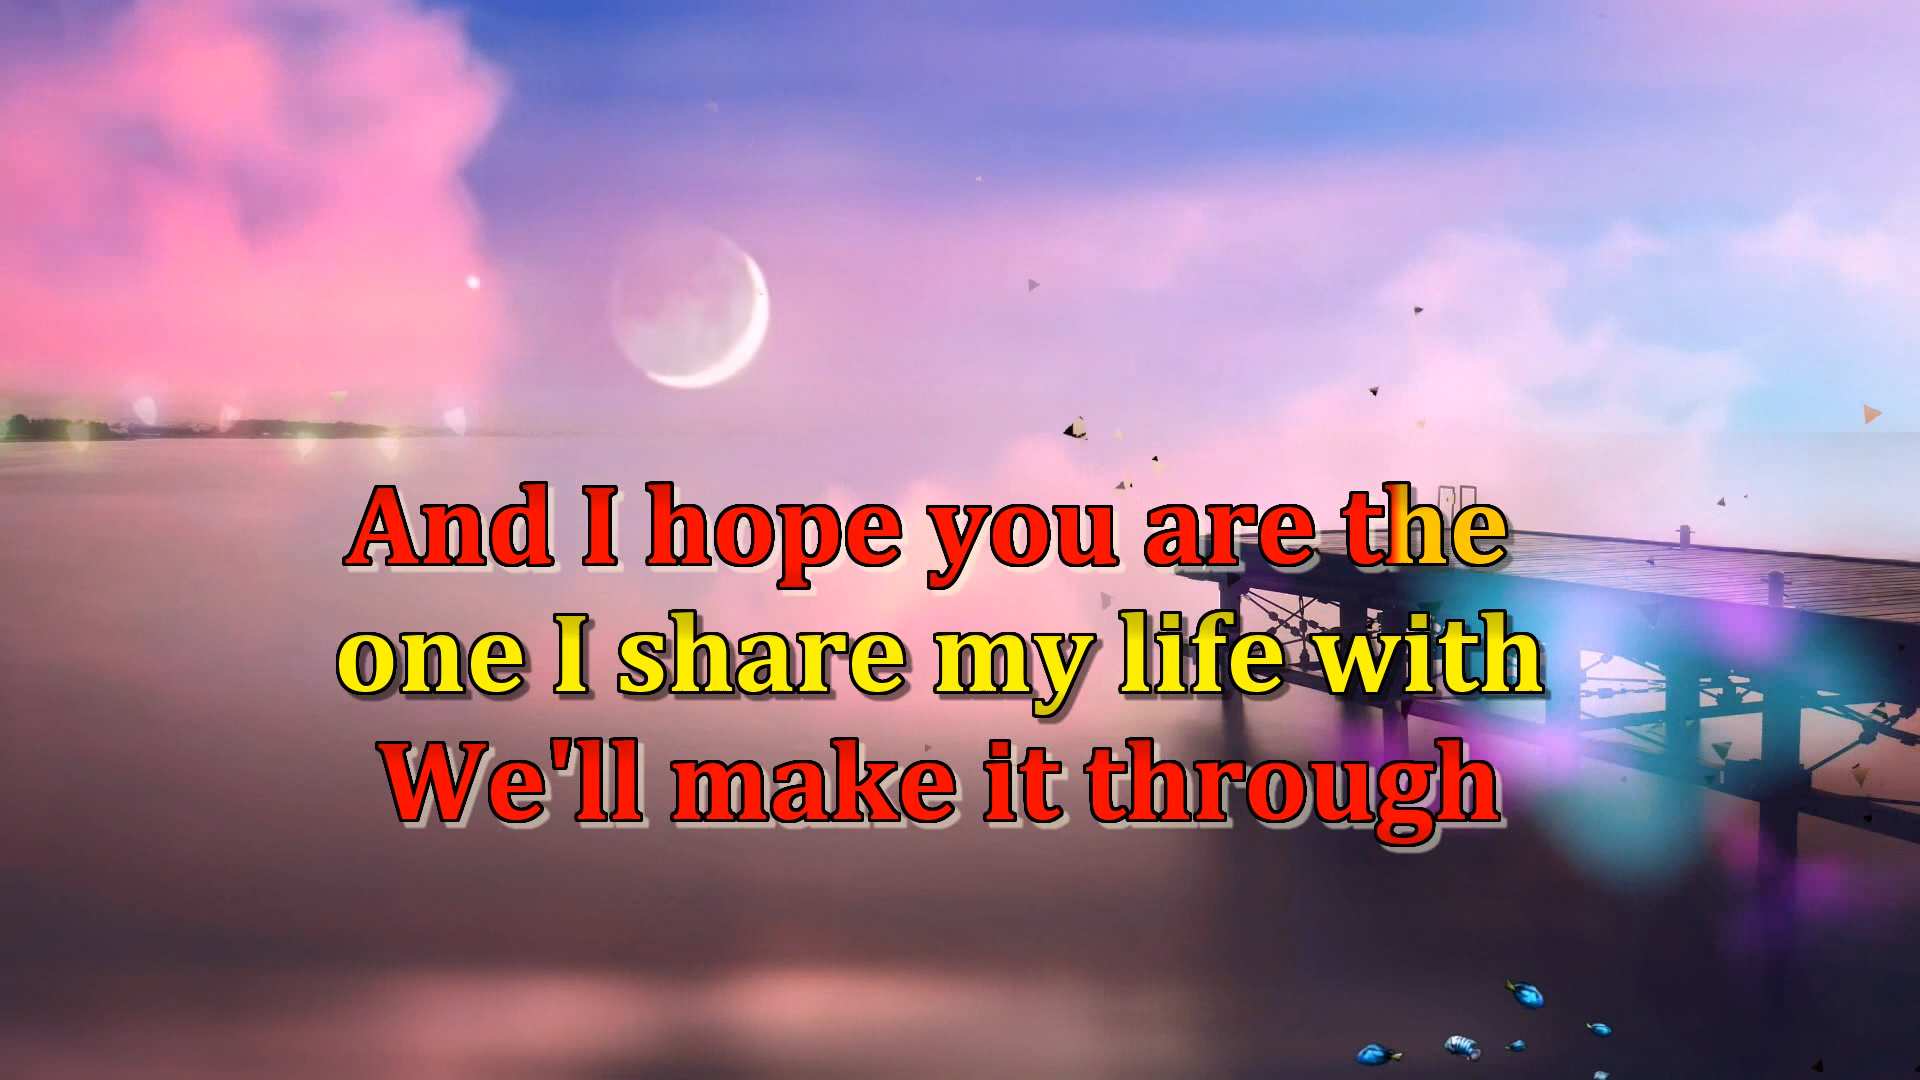 And I hope you are the
one I share my life with
We'll make it through